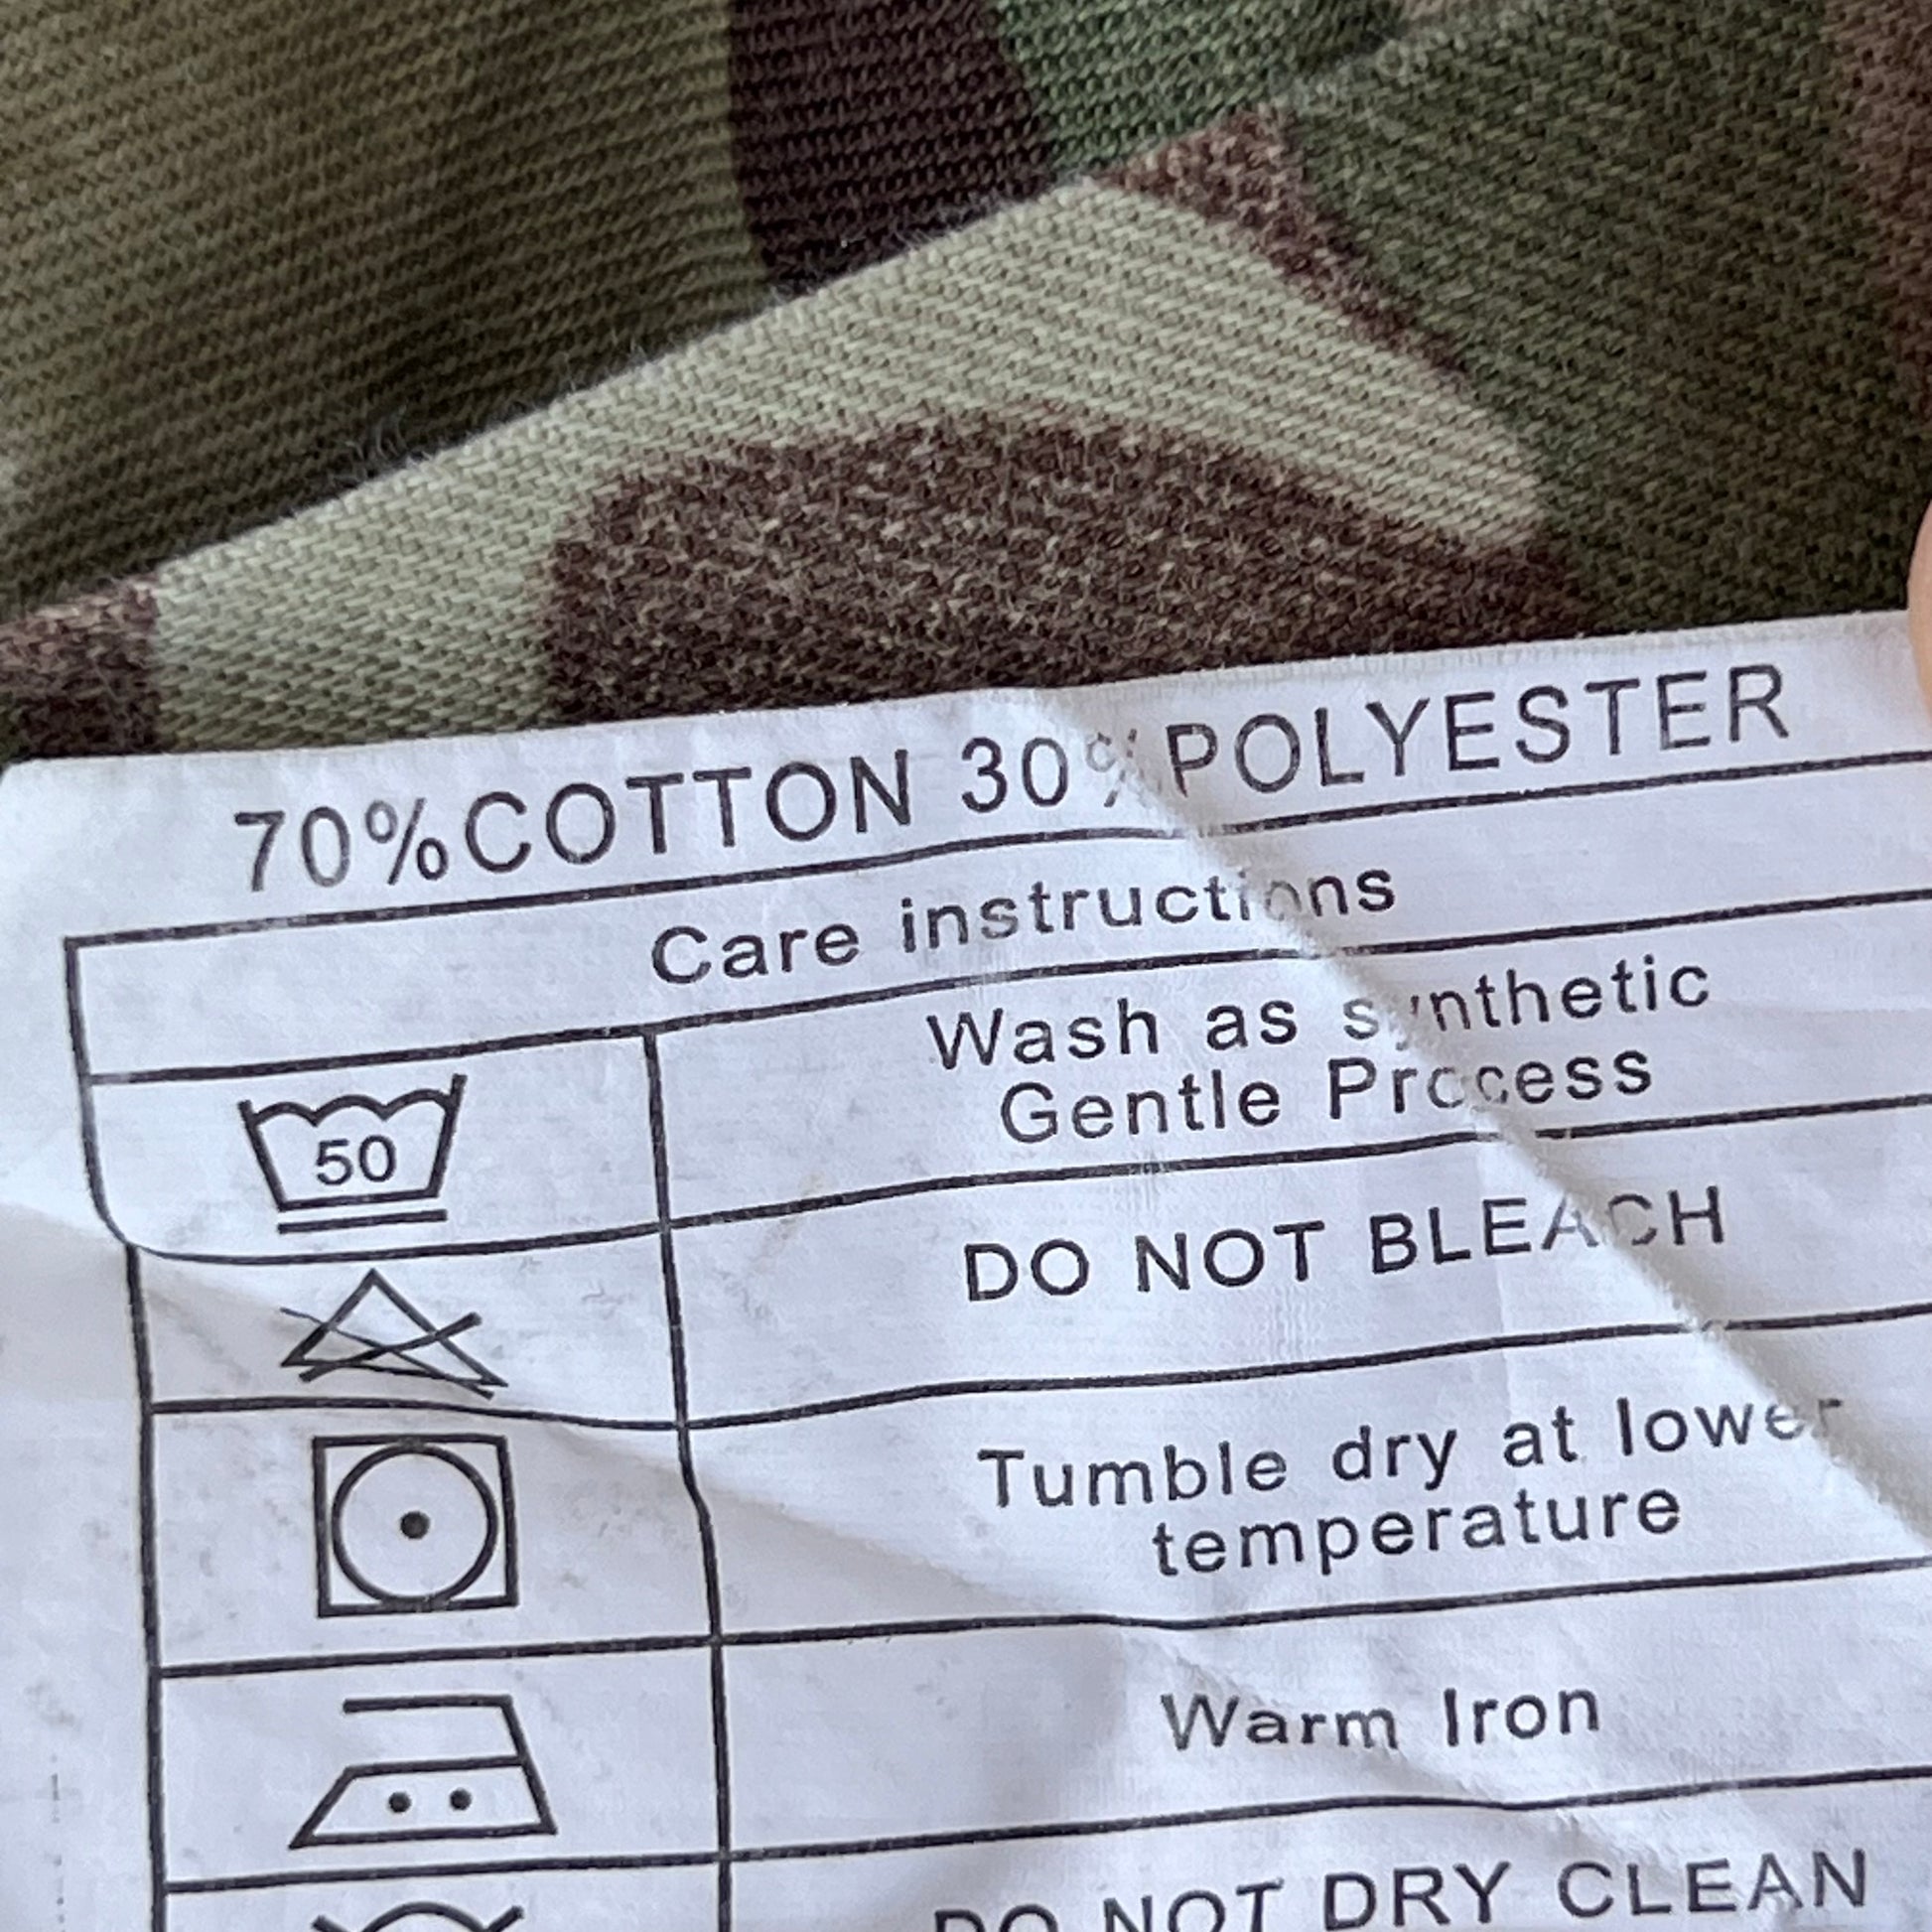 70%COTTON 30%POLYESTER
Care instructions
50
Wash as synthetic
Gentle Process
DO NOT BLEACH
Tumble dry at lower
temperature
Warm Iron
DO NOT DRY CLEAN